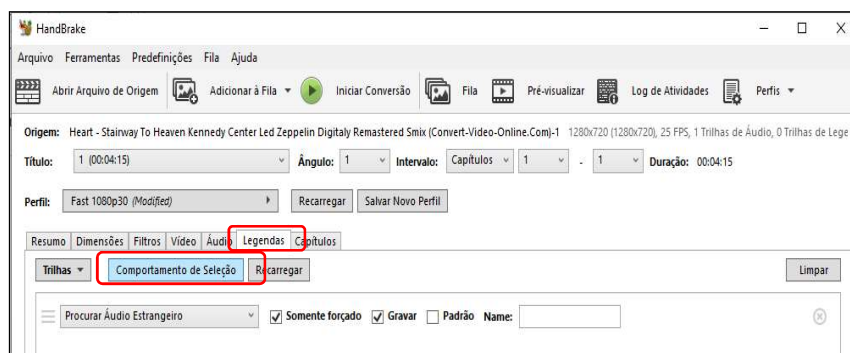 HandBrake
Arquivo Ferramentas Predefinições Fila Ajuda
Abrir Arquivo de Origem Adicionar à Fila Iniciar Conversão Fila Pré-visualizar Log de Atividades Perfis
Origem: Heart - Stairway To Heaven Kennedy Center Led Zeppelin Digitaly Remastered Smix (Convert-Video-Online.Com)-1 1280x720 (1280x720), 25 FPS, 1 Trilhas de Áudio, 0 Trilhas de Lege
Título: 1 (00:04:15) Ângulo: 1 Intervalo: Capítulos 1 - 1 Duração: 00:04:15
Perfil: Fast 1080p30 (Modified) Recarregar Salvar Novo Perfil
Resumo Dimensões Filtros Vídeo Áudio Legendas Capítulos
Trilhas Comportamento de Seleção Recarregar Limpar
Procurar Áudio Estrangeiro Somente forçado Gravar Padrão Name: